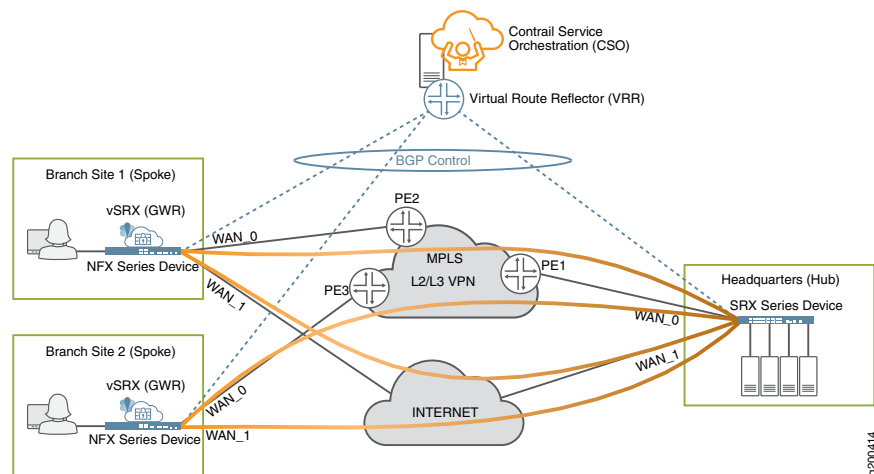 Contrail Service
Orchestration (CSO)
Virtual Route Reflector (VRR)
BGP Control
Branch Site 1 (Spoke)
vSRX (GWR)
NFX Series Device
WAN_0
WAN_1
PE2
MPLS
L2/L3 VPN
PE3
PE1
Headquarters (Hub)
SRX Series Device
WAN_0
WAN_1
Branch Site 2 (Spoke)
vSRX (GWR)
NFX Series Device
WAN_0
WAN_1
INTERNET
g200414